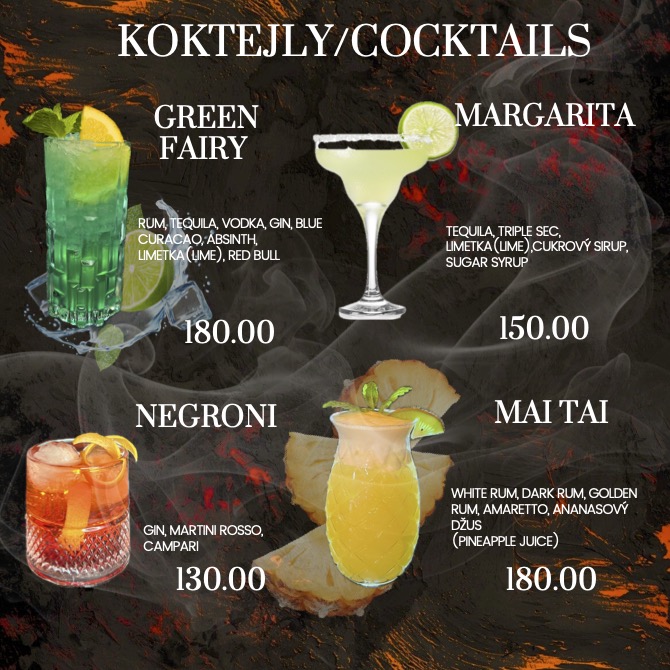 KOKTEJLY/COCKTAILS
GREEN
FAIRY
RUM, TEQUILA, VODKA, GIN, BLUE
CURACAO, ABSINTH,
LIMETKA (LIME), RED BULL
180.00
MARGARITA
TEQUILA, TRIPLE SEC,
LIMETKA(LIME),CUKROVÝ SIRUP,
SUGAR SYRUP
150.00
NEGRONI
GIN, MARTINI ROSSO,
CAMPARI
130.00
MAI TAI
WHITE RUM, DARK RUM, GOLDEN
RUM, AMARETTO, ANANASOVÝ
DŽUS
(PINEAPPLE JUICE)
180.00